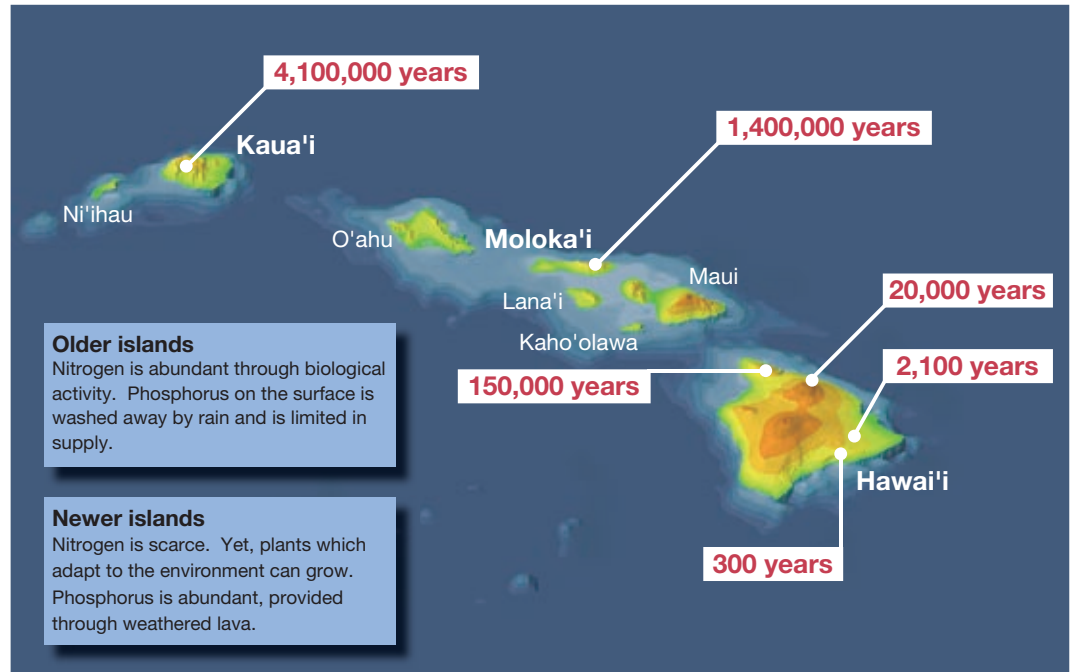 4,100,000 years
1,400,000 years
Kaua'i
Ni'ihau
O'ahu
Moloka'i
Maui
Lana'i
20,000 years
Kaho'olawa
2,100 years
150,000 years
Hawai'i
300 years
Older islands
Nitrogen is abundant through biological
activity. Phosphorus on the surface is
washed away by rain and is limited in
supply.
Newer islands
Nitrogen is scarce. Yet, plants which
adapt to the environment can grow.
Phosphorus is abundant, provided
through weathered lava.